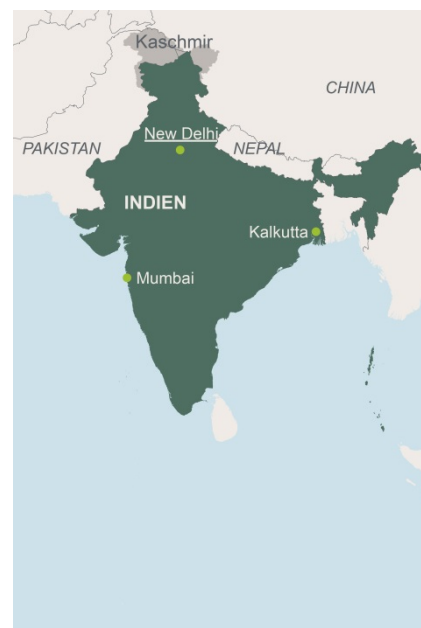 Kaschmir
CHINA
New Delhi
PAKISTAN
NEPAL
INDIEN
Kalkutta
Mumbai